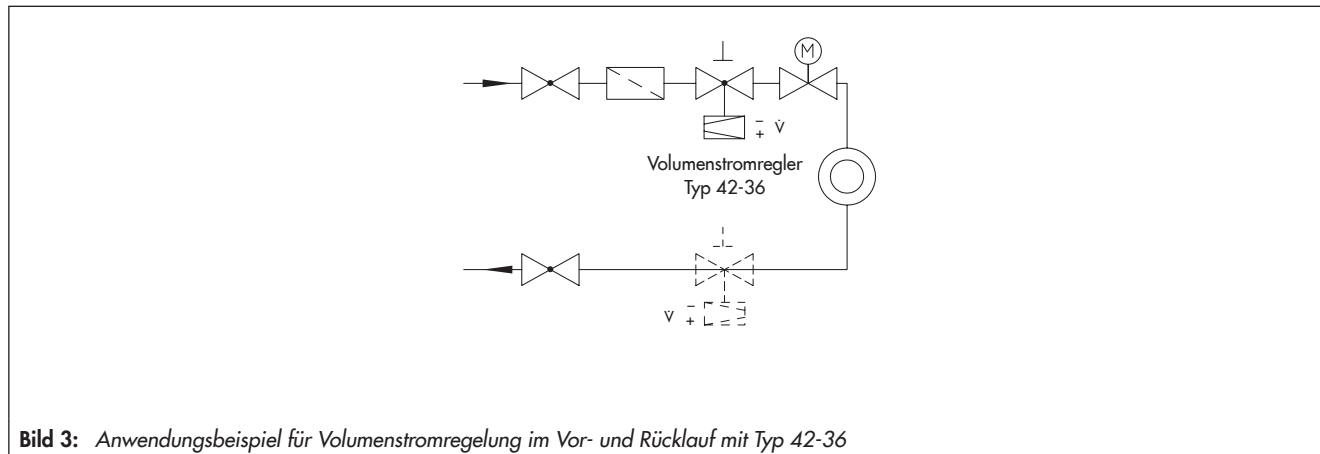 M
− V̇
+
Volumenstromregler
Typ 42-36
V̇ −
+
Bild 3: Anwendungsbeispiel für Volumenstromregelung im Vor- und Rücklauf mit Typ 42-36